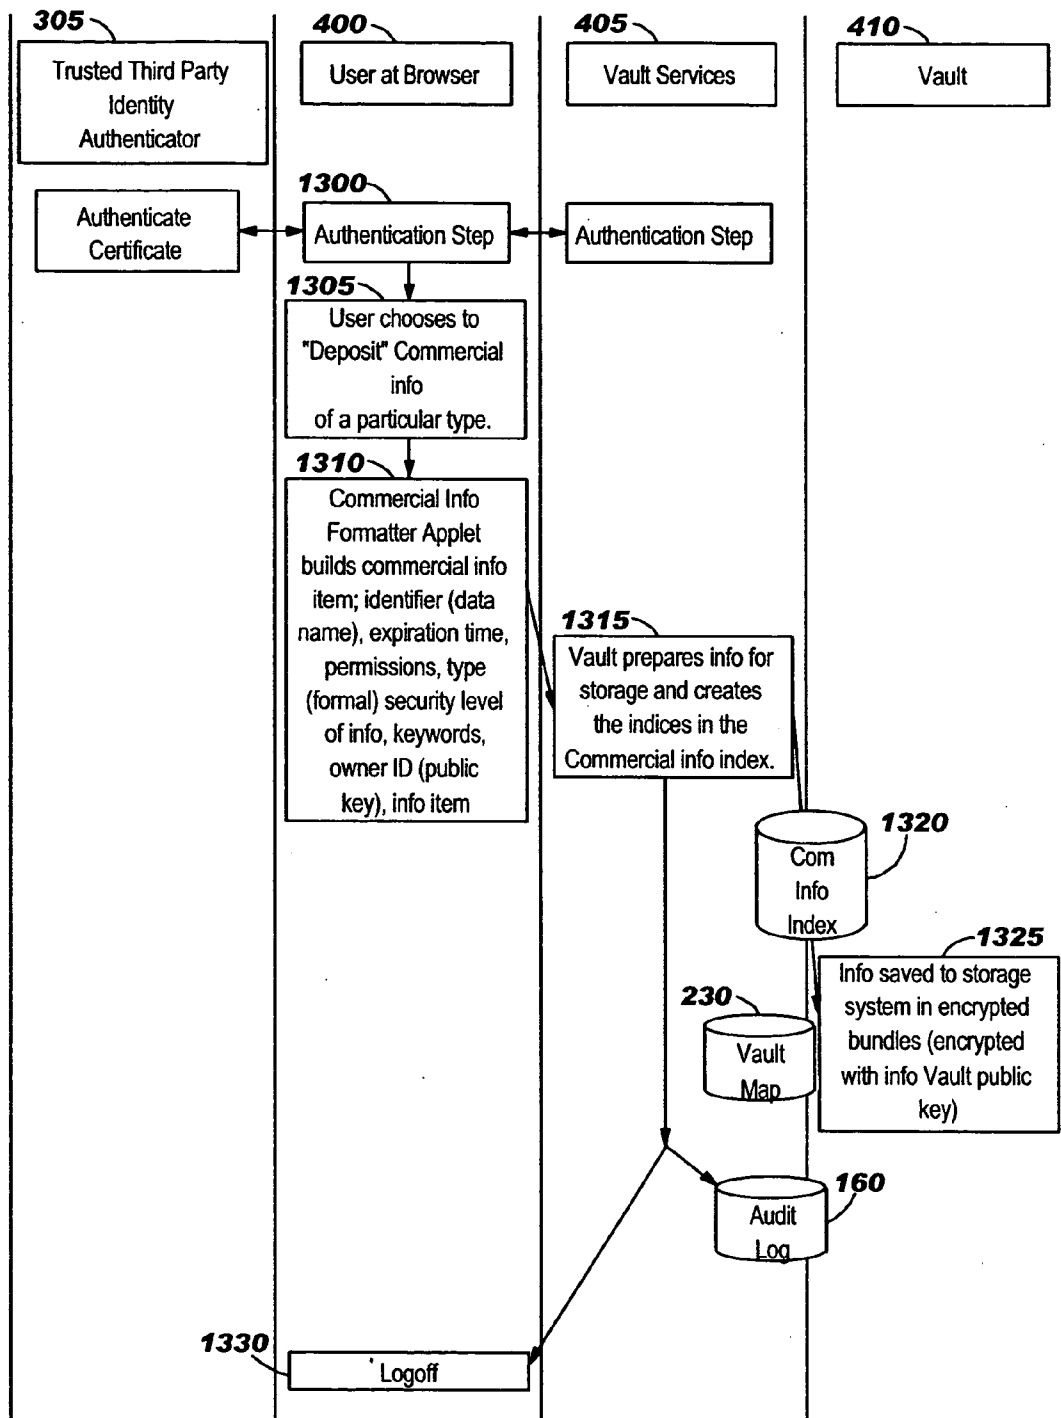 305
400
405
410
Trusted Third Party
Identity
Authenticator
User at Browser
Vault Services
Vault
1300
Authenticate
Certificate
Authentication Step
Authentication Step
1305
User chooses to
"Deposit" Commercial
info
of a particular type.
1310
Commercial Info
Formatter Applet
builds commercial info
item; identifier (data
name), expiration time,
permissions, type
(formal) security level
of info, keywords,
owner ID (public
key), info item
1315
Vault prepares info for
storage and creates
the indices in the
Commercial info index.
1320
Com
Info
Index
1325
Info saved to storage
system in encrypted
bundles (encrypted
with info Vault public
key)
230
Vault
Map
160
Audit
Log
1330
Logoff